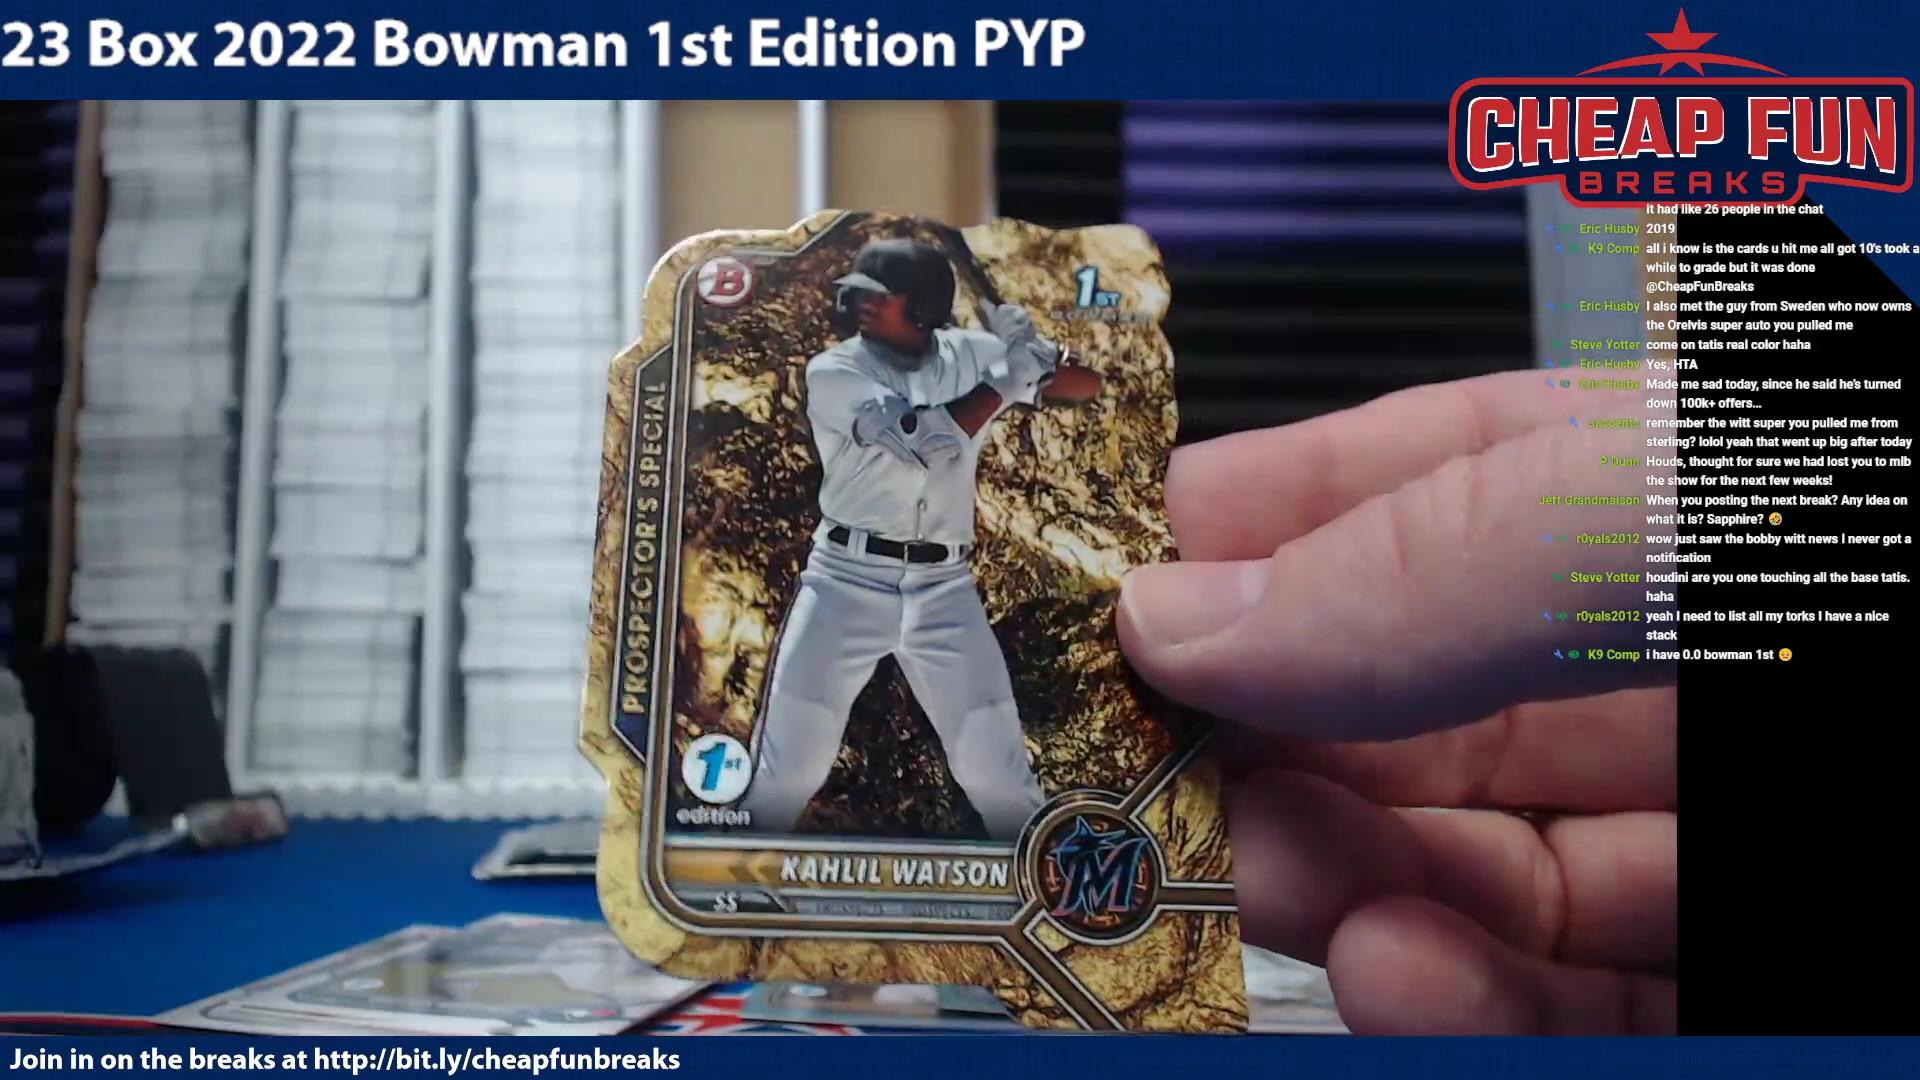 23 Box 2022 Bowman 1st Edition PYP
CHEAP FUN
BREAKS
it had like 26 people in the chat
Eric Husby 2019
K9 Comp all i know is the cards u hit me all got 10's took a
while to grade but it was done
@CheapFunBreaks
Eric Husby I also met the guy from Sweden who now owns
the Orelvis super auto you pulled me
Steve Yotter come on tatis real color haha
Eric Husby Yes, HTA
Eric Husby Made me sad today, since he said he's turned
down 100k+ offers...
remember the witt super you pulled me from
sterling? lolol yeah that went up big after today
P Dunn Houds, thought for sure we had lost you to mlb
the show for the next few weeks!
Jeff Grandmaison When you posting the next break? Any idea on
what it is? Sapphire? 🤣
r0yals2012 wow just saw the bobby witt news I never got a
notification
Steve Yotter houdini are you one touching all the base tatis.
haha
r0yals2012 yeah I need to list all my torks I have a nice
stack
K9 Comp i have 0.0 bowman 1st 😑
B
1ST
BOWMAN
PROSPECTOR'S SPECIAL
1st
edition
KAHLIL WATSON
SS
M
Join in on the breaks at http://bit.ly/cheapfunbreaks